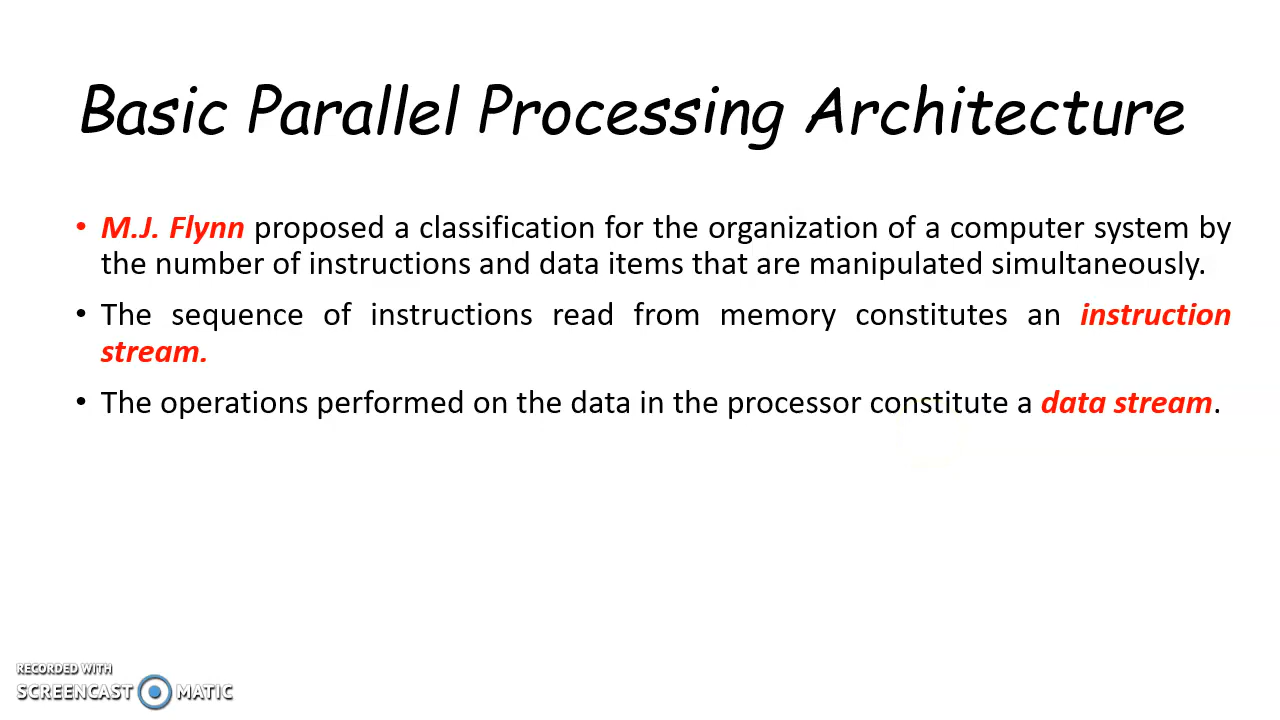 Basic Parallel Processing Architecture
• M.J. Flynn proposed a classification for the organization of a computer system by
the number of instructions and data items that are manipulated simultaneously.
• The sequence of instructions read from memory constitutes an instruction
stream.
• The operations performed on the data in the processor constitute a data stream.
RECORDED WITH
SCREENCAST MATIC